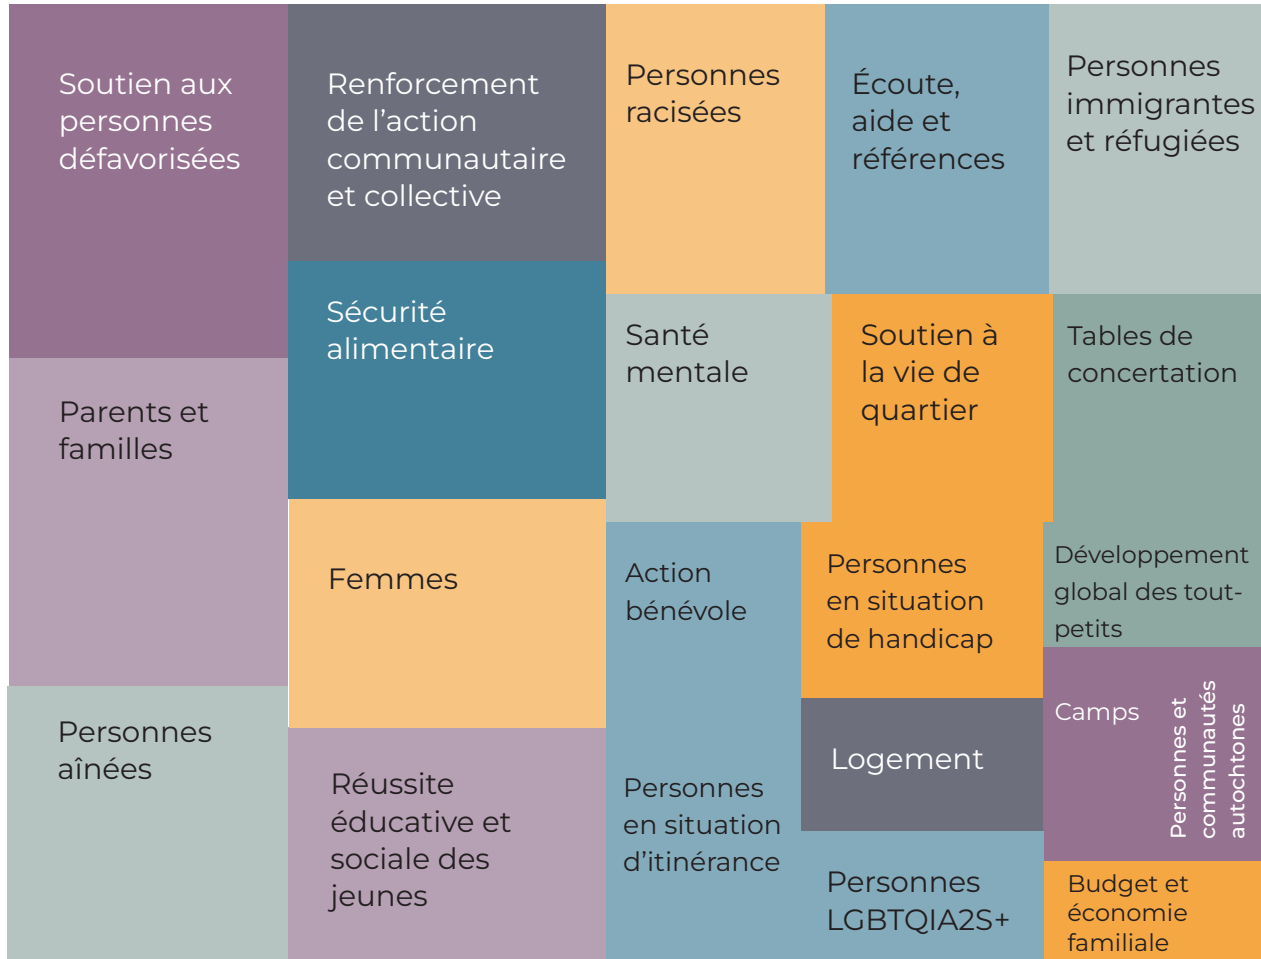 Soutien aux
personnes
défavorisées
Renforcement
de l’action
communautaire
et collective
Personnes
racisées
Écoute,
aide et
références
Personnes
immigrantes
et réfugiées
Sécurité
alimentaire
Santé
mentale
Soutien à
la vie de
quartier
Tables de
concertation
Parents et
familles
Femmes
Action
bénévole
Personnes
en situation
de handicap
Développement
global des tout-
petits
Personnes
aînées
Réussite
éducative et
sociale des
jeunes
Personnes
en situation
d’itinérance
Logement
Camps
Personnes et
communautés
autochtones
Personnes
LGBTQIA2S+
Budget et
économie
familiale